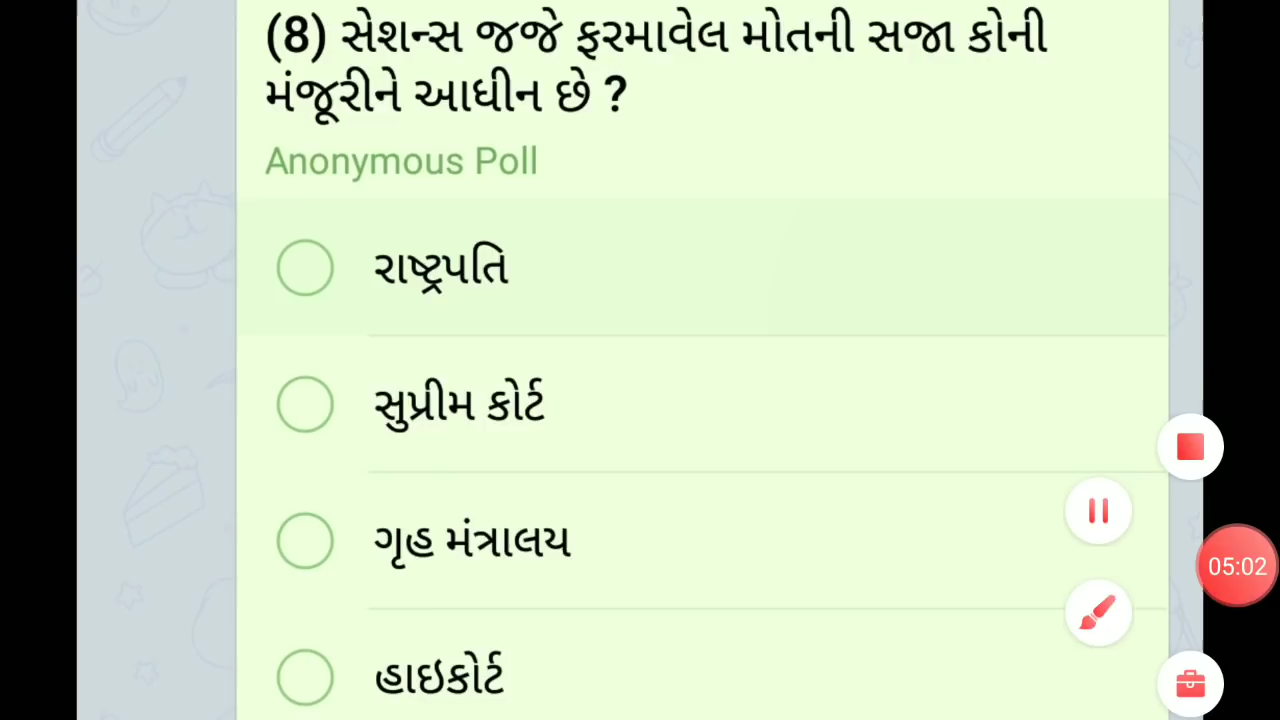 (8) સેશન્સ જજે ફરમાવેલ મોતની સજા કોની
મંજૂરીને આધીન છે ?
Anonymous Poll
રાષ્ટ્રપતિ
સુપ્રીમ કોર્ટ
ગૃહ મંત્રાલય
05:02
હાઇકોર્ટ